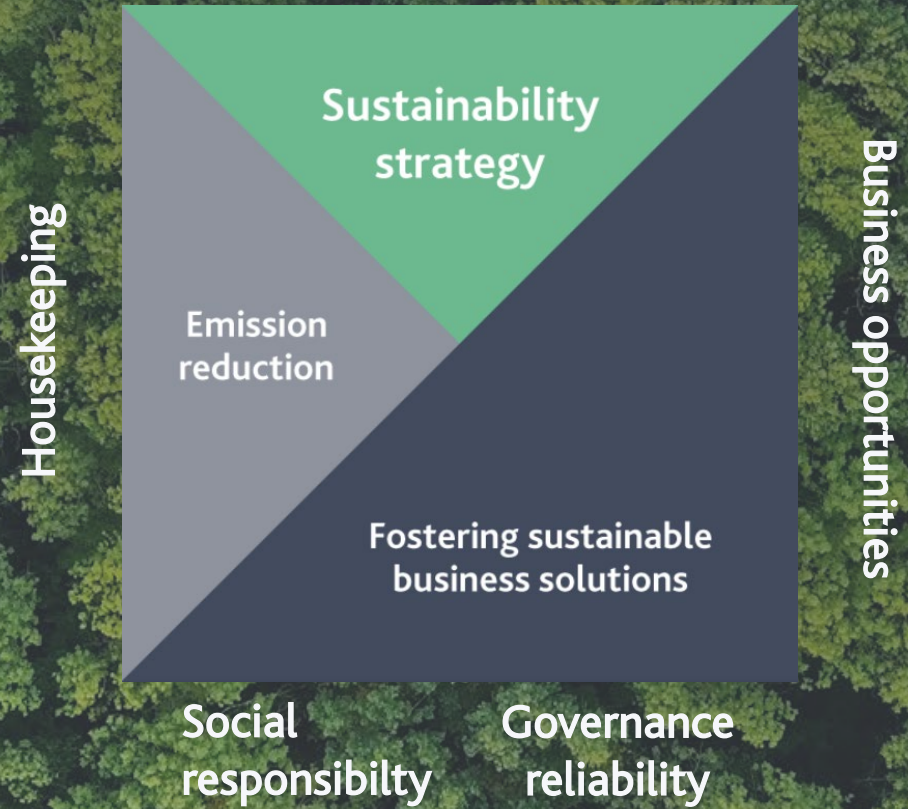 Sustainability
strategy
Housekeeping
Emission
reduction
Business opportunities
Fostering sustainable
business solutions
Social
responsibilty
Governance
reliability